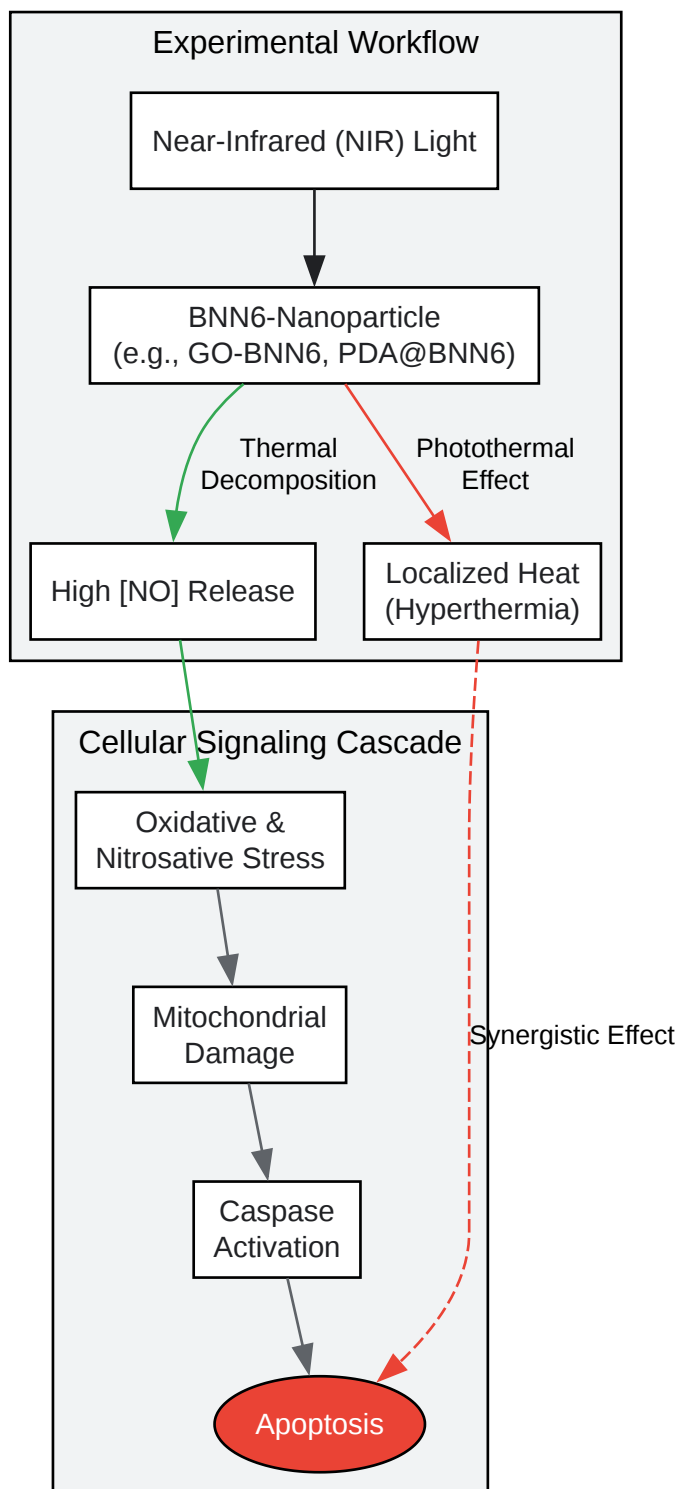 Experimental Workflow
Near-Infrared (NIR) Light
BNN6-Nanoparticle
(e.g., GO-BNN6, PDA@BNN6)
Thermal
Decomposition
Photothermal
Effect
High [NO] Release
Localized Heat
(Hyperthermia)
Cellular Signaling Cascade
Oxidative &
Nitrosative Stress
Mitochondrial
Damage
Synergistic Effect
Caspase
Activation
Apoptosis